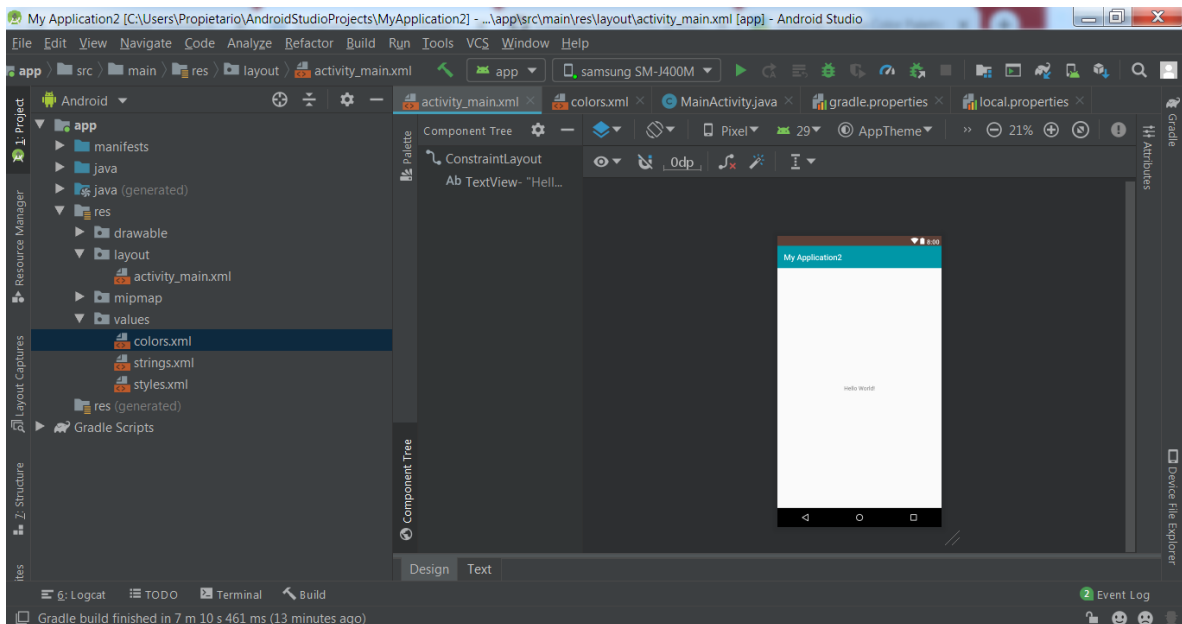 My Application2 [C:\Users\Propietario\AndroidStudioProjects\MyApplication2] - ...\app\src\main\res\layout\activity_main.xml [app] - Android Studio
File Edit View Navigate Code Analyze Refactor Build Run Tools VCS Window Help
app src main res layout activity_main.xml app samsung SM-J400M
Android
activity_main.xml colors.xml MainActivity.java gradle.properties local.properties
1: Project
Resource Manager
Layout Captures
Z: Structure
app
manifests
java
java (generated)
res
drawable
layout
activity_main.xml
mipmap
values
colors.xml
strings.xml
styles.xml
res (generated)
Gradle Scripts
Palette
Component Tree
Component Tree
ConstraintLayout
Ab TextView- "Hell...
Pixel 29 AppTheme 21%
0dp
8:00
My Application2
Hello World!
Gradle
Attributes
Device File Explorer
Design Text
6: Logcat TODO Terminal Build 2 Event Log
Gradle build finished in 7 m 10 s 461 ms (13 minutes ago)